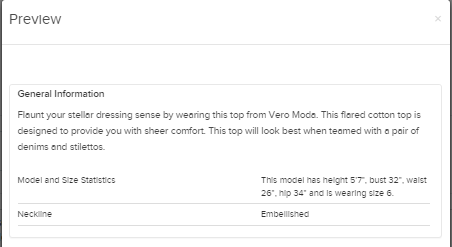 Preview
×
General Information
Flaunt your stellar dressing sense by wearing this top from Vero Moda. This flared cotton top is
designed to provide you with sheer comfort. This top will look best when teamed with a pair of
denims and stilettos.
Model and Size Statistics
This model has height 5'7", bust 32", waist
26", hip 34" and is wearing size 6.
Neckline
Embellished